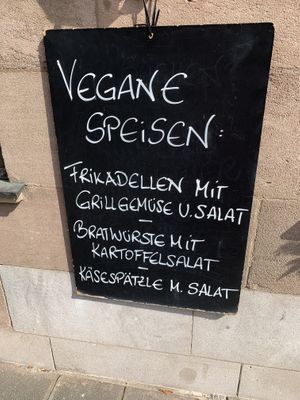 VEGANE
SPEiSEN:
FRIKADELLEN MIT
GRILLGEMÜSE U. SALAT
–
BRATWÜRSTE MIT
KARTOFFELSALAT
–
KÄSESPÄTZLE M. SALAT